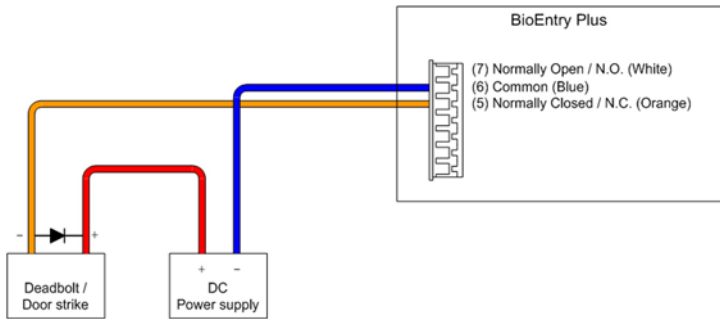 BioEntry Plus
(7) Normally Open / N.O. (White)
(6) Common (Blue)
(5) Normally Closed / N.C. (Orange)
- +
+ -
Deadbolt /
Door strike
DC
Power supply